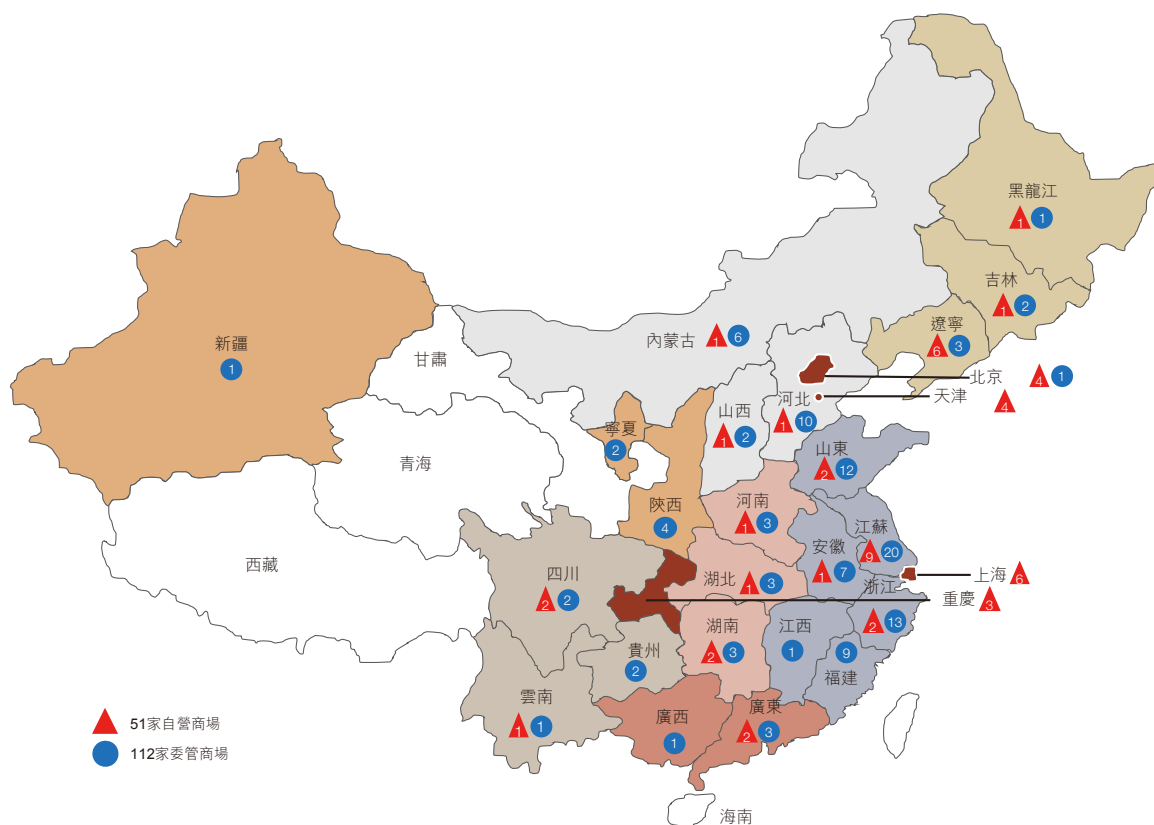 黑龍江
1 1
吉林
1 2
遼寧
6 3
內蒙古 1 6
新疆
1
甘肅
北京 4 1
天津
4
河北
1 10
山西
1 2
寧夏
2
山東
2 12
青海
陝西
4
河南
1 3
江蘇
9 20
安徽
1 7
西藏
四川
2 2
湖北 1 3
上海 6
浙江
2 13
重慶 3
湖南
2 3
江西
1
9
福建
貴州
2
雲南
1 1
廣西
1
廣東
2 3
51家自營商場
112家委管商場
海南